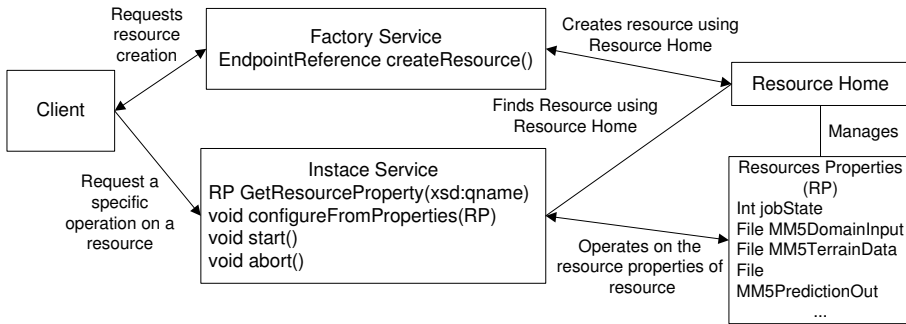 Requests
resource
creation
Factory Service
EndpointReference createResource()
Creates resource using
Resource Home
Client
Resource Home
Finds Resource using
Resource Home
Manages
Request a
specific
operation on a
resource
Instace Service
RP GetResourceProperty(xsd:qname)
void configureFromProperties(RP)
void start()
void abort()
Operates on the
resource properties of
resource
Resources Properties
(RP)
Int jobState
File MM5DomainInput
File MM5TerrainData
File
MM5PredictionOut
...